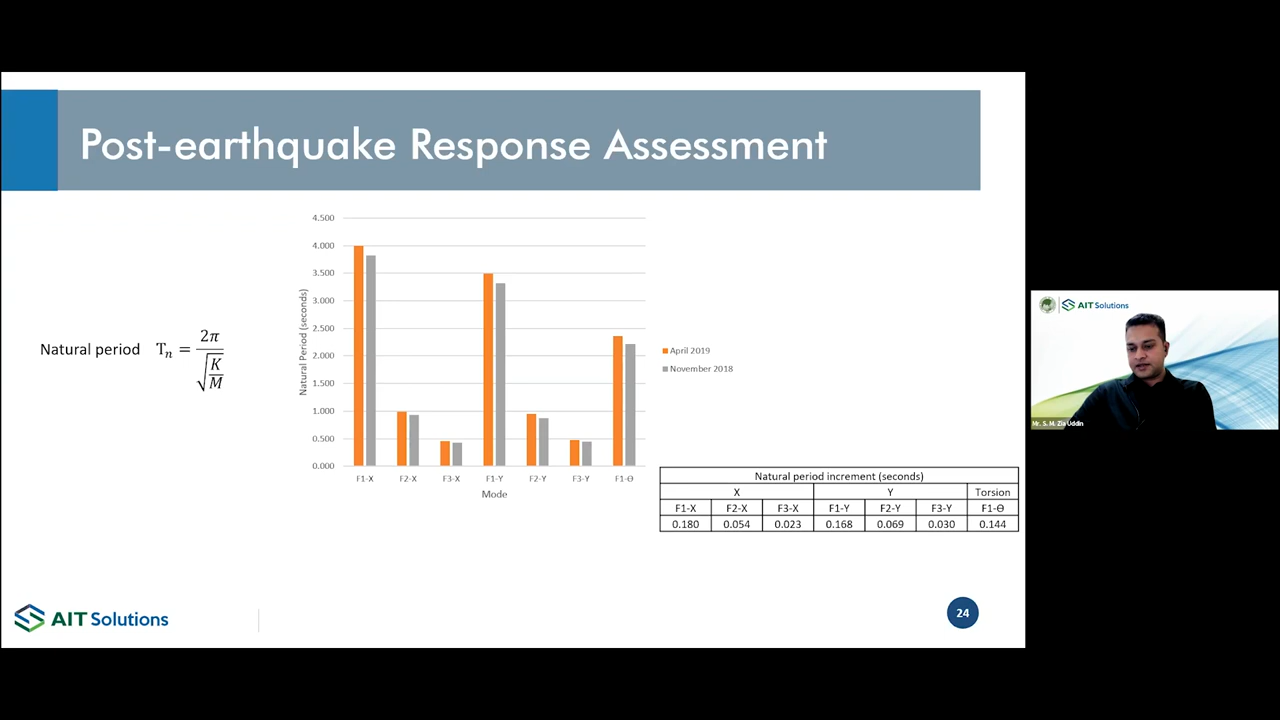 Post-earthquake Response Assessment
Natural period Tn = 2π / √(K/M)
4.500
4.000
3.500
3.000
2.500
2.000
1.500
1.000
0.500
0.000
Natural Period (seconds)
F1-X F2-X F3-X F1-Y F2-Y F3-Y F1-Θ
Mode
April 2019
November 2018
Natural period increment (seconds)
X Y Torsion
F1-X F2-X F3-X F1-Y F2-Y F3-Y F1-Θ
0.180 0.054 0.023 0.168 0.069 0.030 0.144
AIT Solutions
24
AIT Solutions
Mr. S. M. Zia Uddin